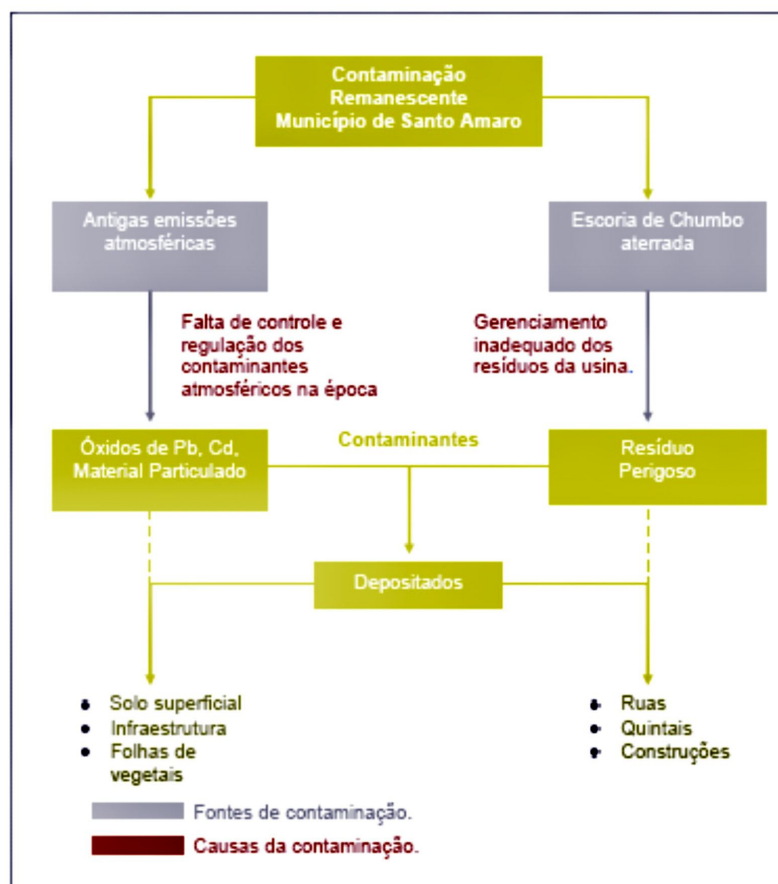 Contaminação
Remanescente
Município de Santo Amaro
Antigas emissões
atmosféricas
Escoria de Chumbo
aterrada
Falta de controle e
regulação dos
contaminantes
atmosféricos na época
Gerenciamento
inadequado dos
resíduos da usina.
Óxidos de Pb, Cd,
Material Particulado
Contaminantes
Resíduo
Perigoso
Depositados
● Solo superficial
● Infraestrutura
● Folhas de
vegetais
● Ruas
● Quintais
● Construções
Fontes de contaminação.
Causas da contaminação.